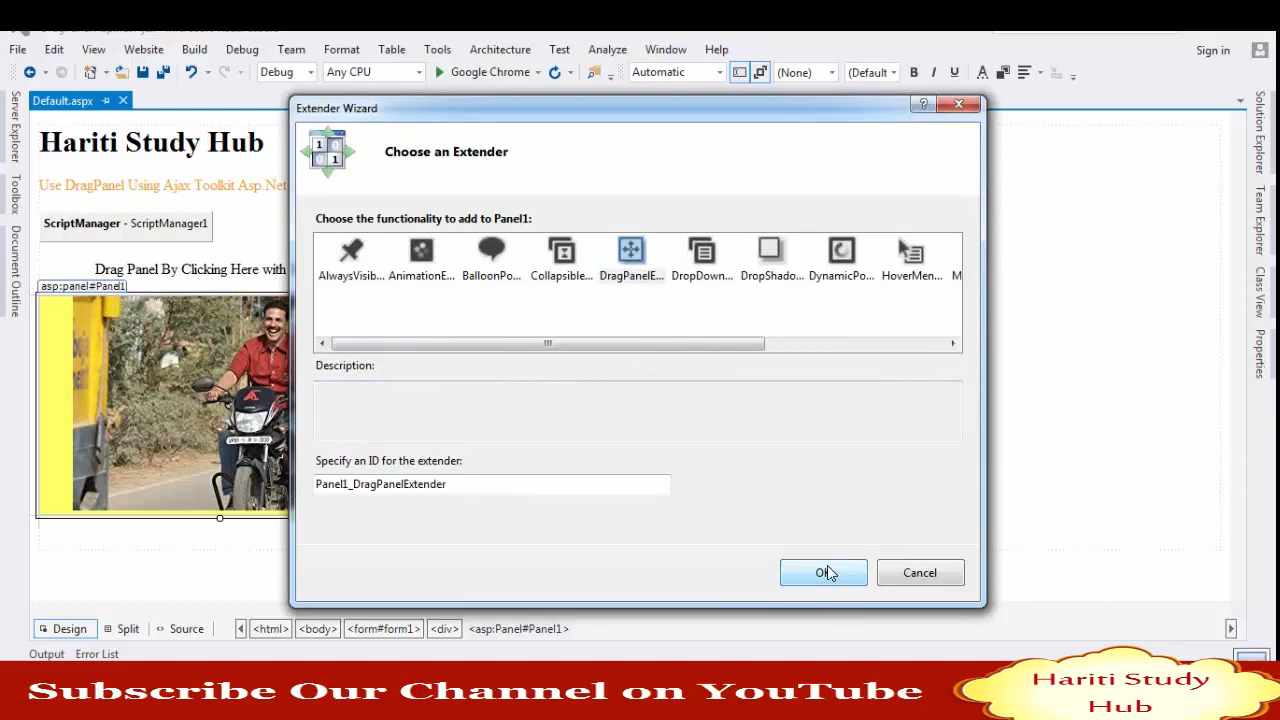 File Edit View Website Build Debug Team Format Table Tools Architecture Test Analyze Window Help Sign in
Debug Any CPU Google Chrome Automatic (None) (Default B I U A
Default.aspx
Server Explorer
Toolbox
Document Outline
Hariti Study Hub
Use DragPanel Using Ajax Toolkit Asp.Net
ScriptManager - ScriptManager1
Drag Panel By Clicking Here with
asp:panel#Panel1
Extender Wizard
Choose an Extender
Choose the functionality to add to Panel1:
AlwaysVisib... AnimationE... BalloonPo... Collapsible... DragPanelE... DropDown... DropShado... DynamicPo... HoverMen... M
Description:
Specify an ID for the extender:
Panel1_DragPanelExtender
Cancel
Solution Explorer
Team Explorer
Class View
Properties
Design Split Source <html> <body> <form#form1> <div> <asp:Panel#Panel1>
Output Error List
Subscribe Our Channel on YouTube
Hariti Study
Hub